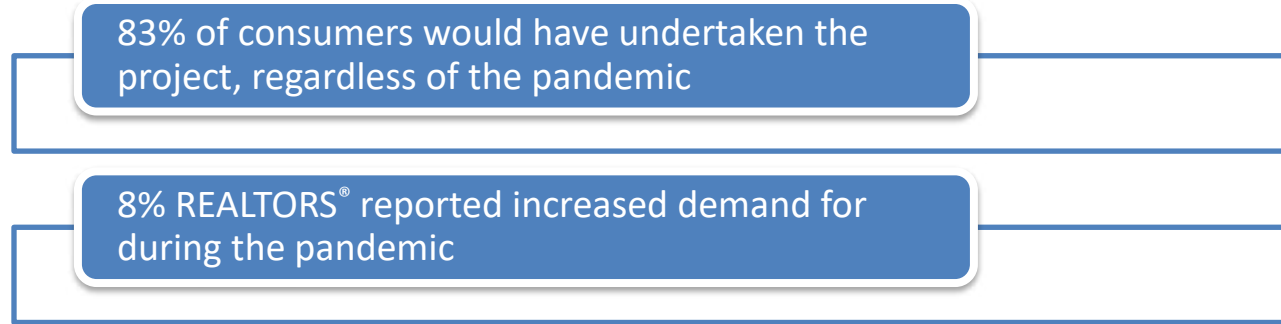 83% of consumers would have undertaken the
project, regardless of the pandemic
8% REALTORS® reported increased demand for
during the pandemic